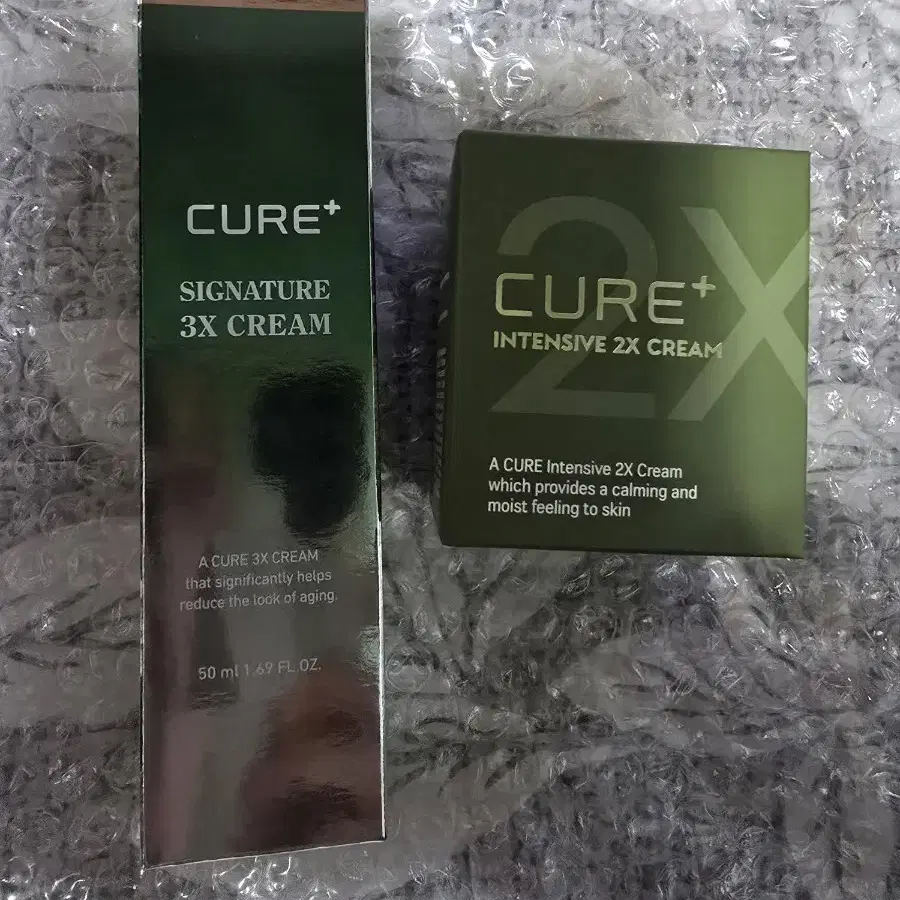 CURE+
SIGNATURE
3X CREAM
A CURE 3X CREAM
that significantly helps
reduce the look of aging.
50 ml 1.69 FL.OZ.
2X
CURE+
INTENSIVE 2X CREAM
A CURE Intensive 2X Cream
which provides a calming and
moist feeling to skin